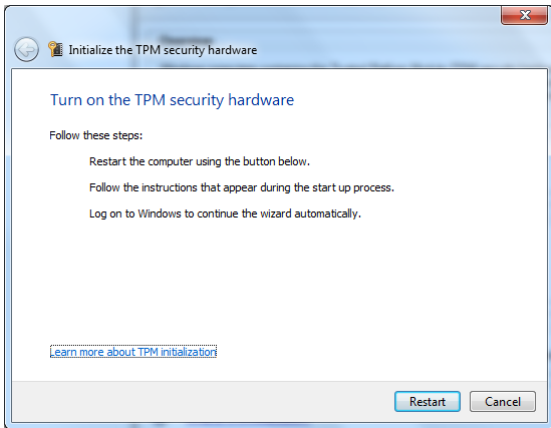 Initialize the TPM security hardware
Turn on the TPM security hardware
Follow these steps:
Restart the computer using the button below.
Follow the instructions that appear during the start up process.
Log on to Windows to continue the wizard automatically.
Learn more about TPM initialization
Restart
Cancel